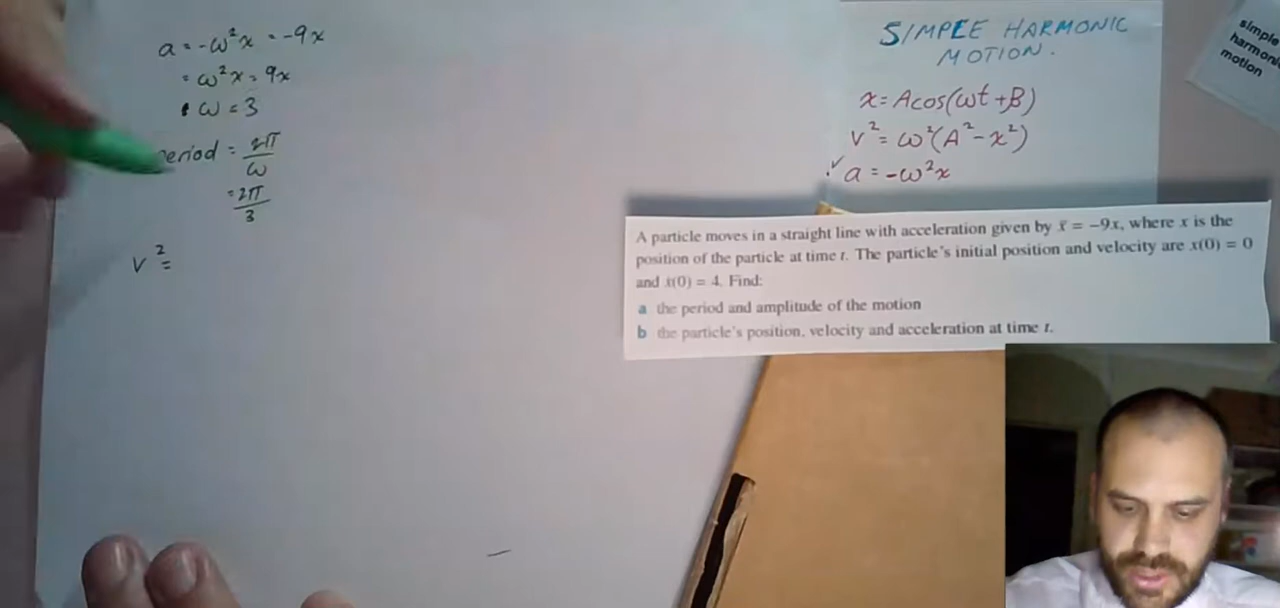 a = -ω²x = -9x
= ω²x = 9x
ω = 3
Period = 2π/ω
= 2π/3
v² =
SIMPLE HARMONIC
MOTION.
x = Acos(ωt + β)
v² = ω²(A² - x²)
✓ a = -ω²x
simple
harmonic
motion
A particle moves in a straight line with acceleration given by ẍ = −9x, where x is the
position of the particle at time t. The particle's initial position and velocity are x(0) = 0
and ẋ(0) = 4. Find:
a the period and amplitude of the motion
b the particle's position, velocity and acceleration at time t.